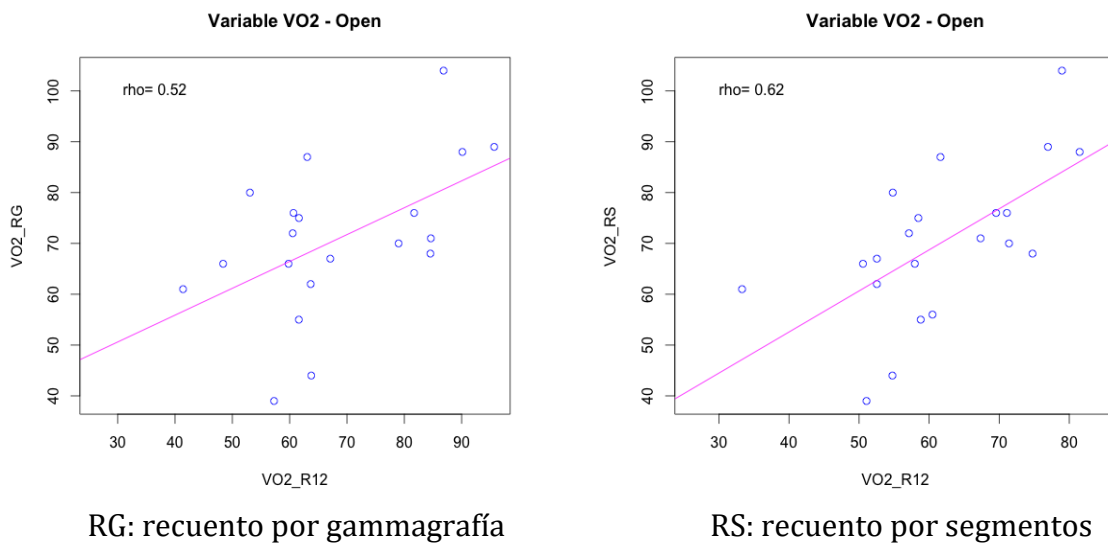 Variable VO2 - Open
rho= 0.52
100
90
80
70
60
50
40
VO2_RG
30 40 50 60 70 80 90
VO2_R12
RG: recuento por gammagrafía
Variable VO2 - Open
rho= 0.62
100
90
80
70
60
50
40
VO2_RS
30 40 50 60 70 80
VO2_R12
RS: recuento por segmentos